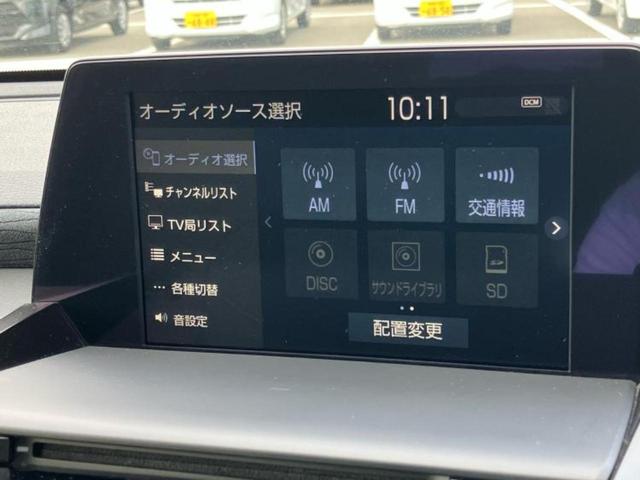 オーディオソース選択
10:11
DCM
オーディオ選択
チャンネルリスト
TV局リスト
メニュー
各種切替
音設定
AM
FM
交通情報
DISC
サウンドライブラリ
SD
配置変更